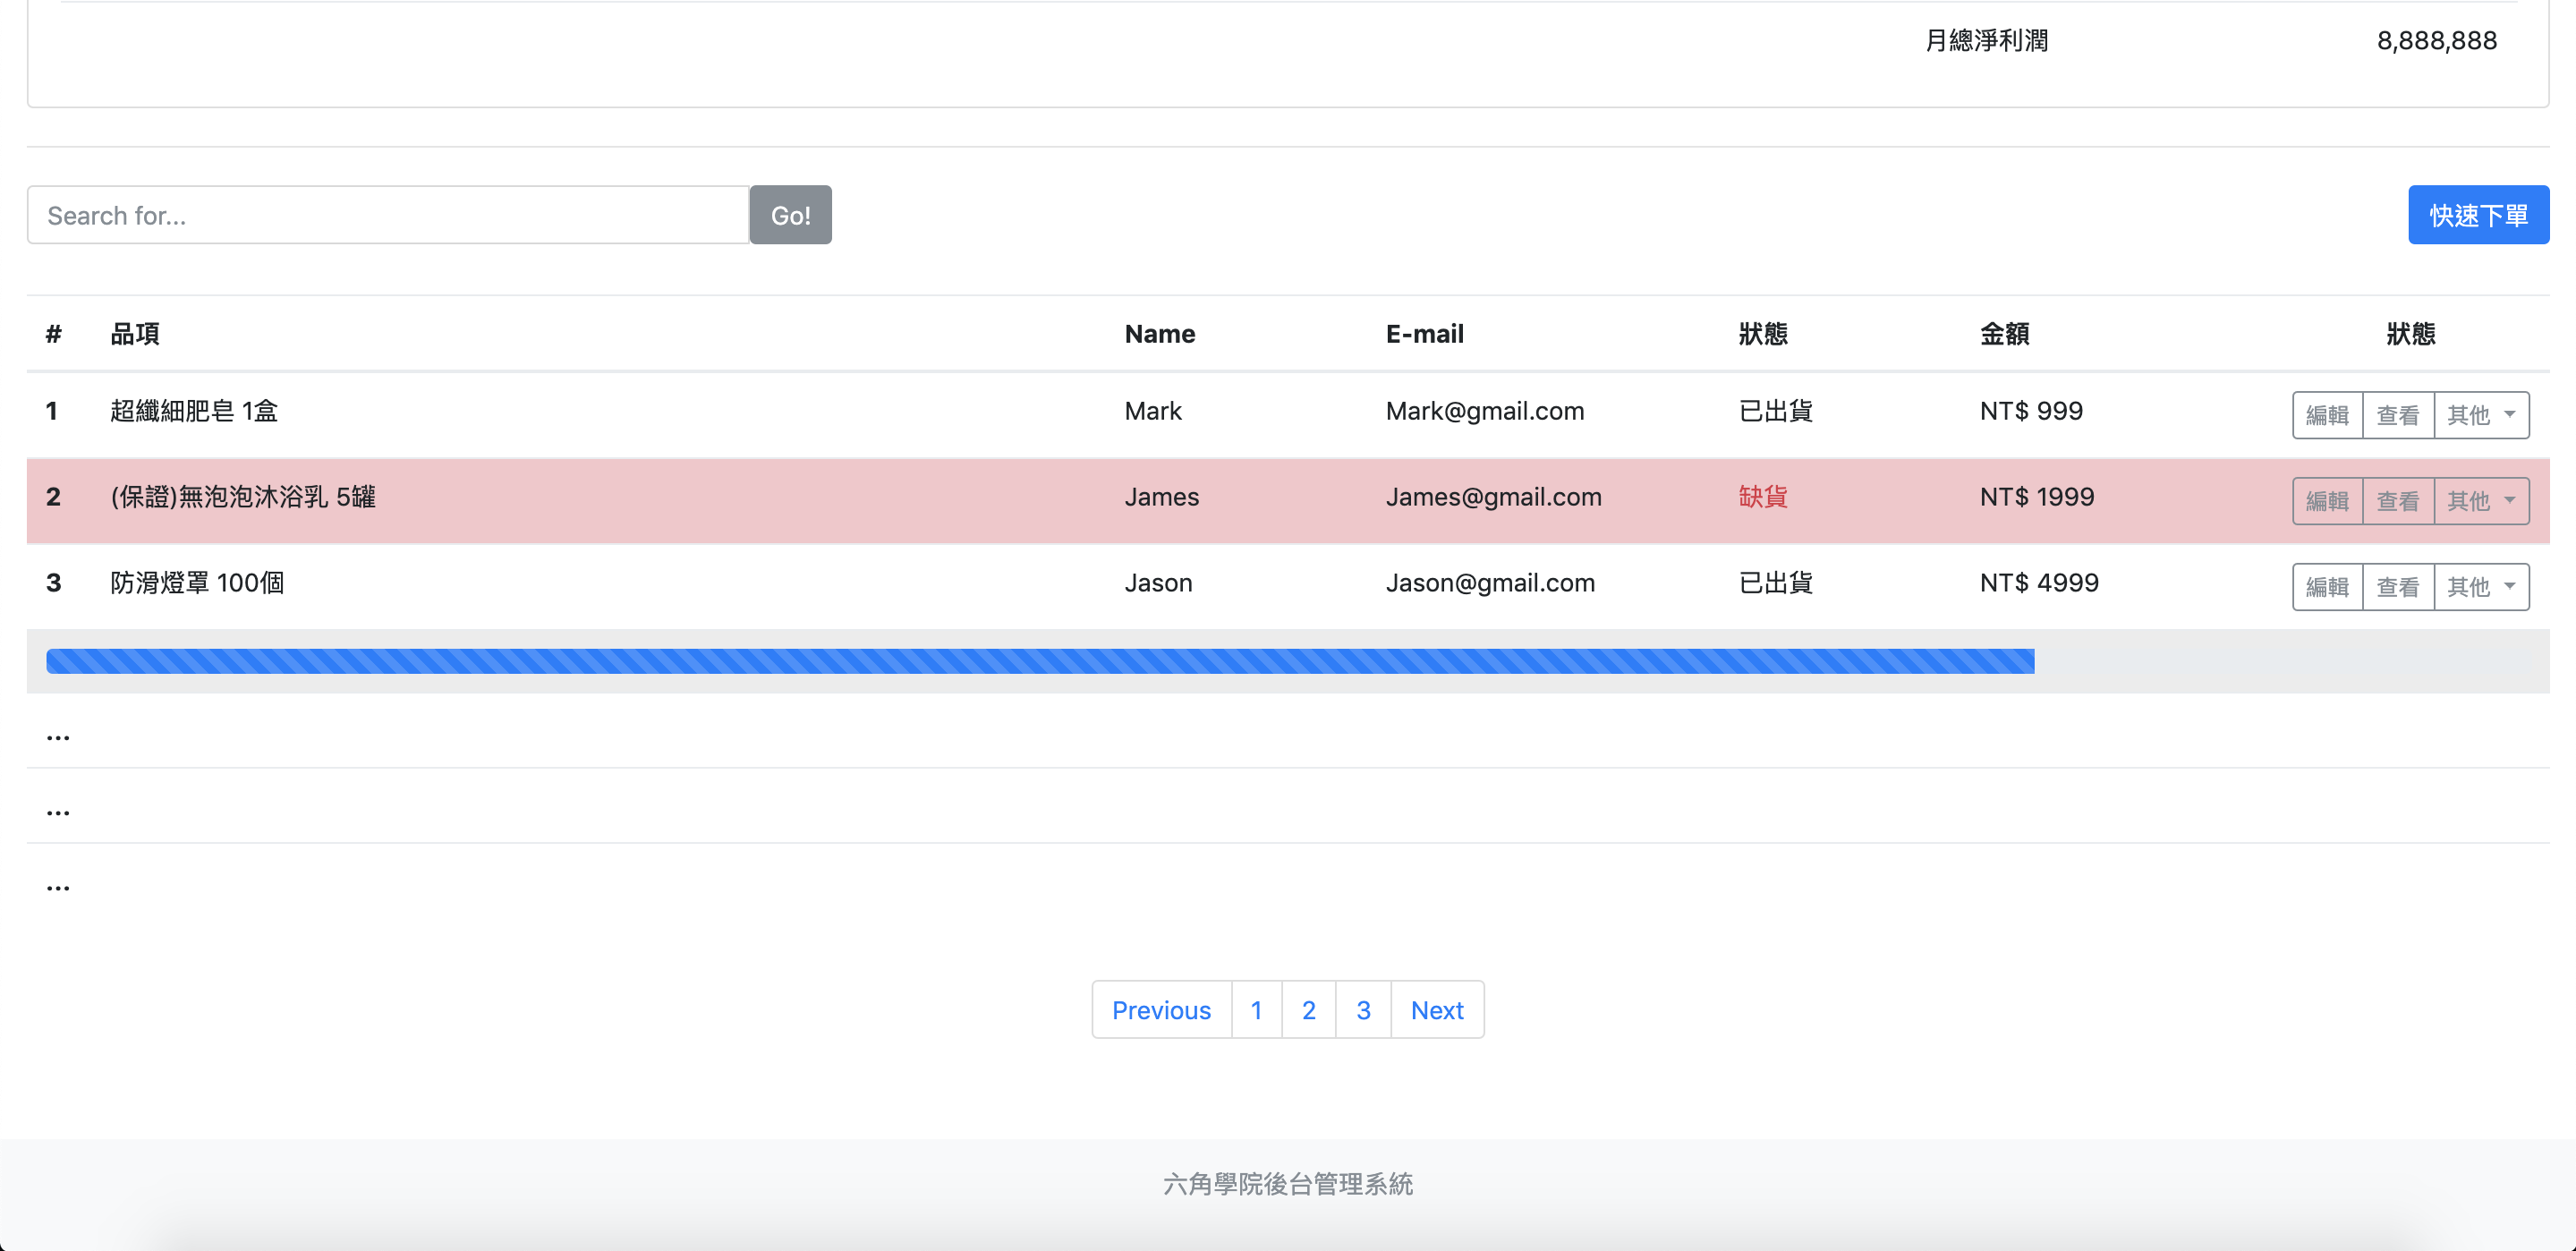 月總淨利潤 8,888,888
Search for... Go! 快速下單
# 品項 Name E-mail 狀態 金額 狀態
1 超纖細肥皂 1盒 Mark Mark@gmail.com 已出貨 NT$ 999 編輯 查看 其他
2 (保證)無泡泡沐浴乳 5罐 James James@gmail.com 缺貨 NT$ 1999 編輯 查看 其他
3 防滑燈罩 100個 Jason Jason@gmail.com 已出貨 NT$ 4999 編輯 查看 其他
...
...
...
Previous 1 2 3 Next
六角學院後台管理系統